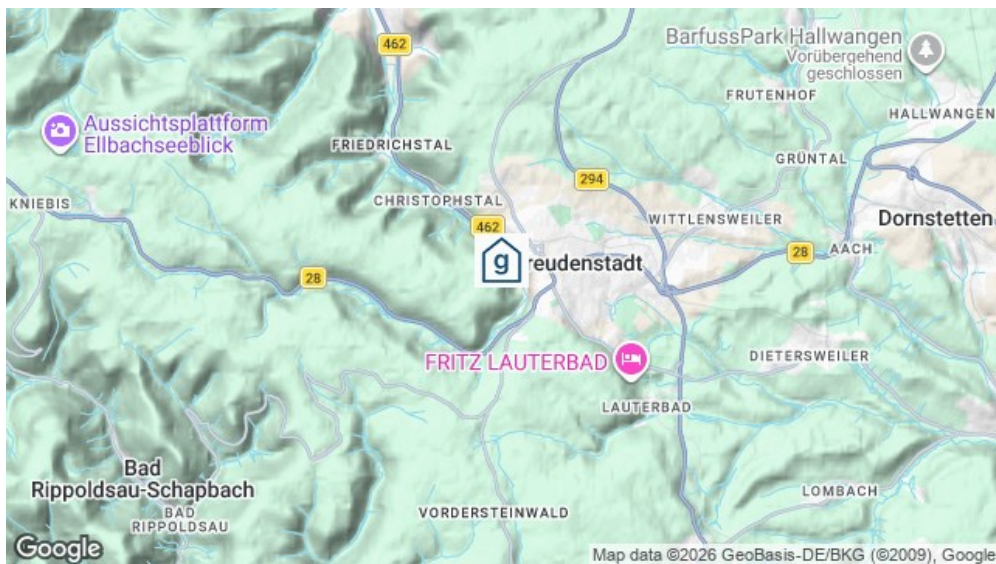 462
BarfussPark Hallwangen
Vorübergehend
geschlossen
FRUTENHOF
HALLWANGEN
Aussichtsplattform
Ellbachseeblick
FRIEDRICHSTAL
GRÜNTAL
294
KNIEBIS
CHRISTOPHSTAL
462
WITTLENSWEILER
Dornstetten
AACH
28
g
reudenstadt
28
FRITZ LAUTERBAD
DIETERSWEILER
LAUTERBAD
Bad
Rippoldsau-Schapbach
BAD
RIPPOLDSAU
LOMBACH
VORDERSTEINWALD
Google
Map data ©2026 GeoBasis-DE/BKG (©2009), Google